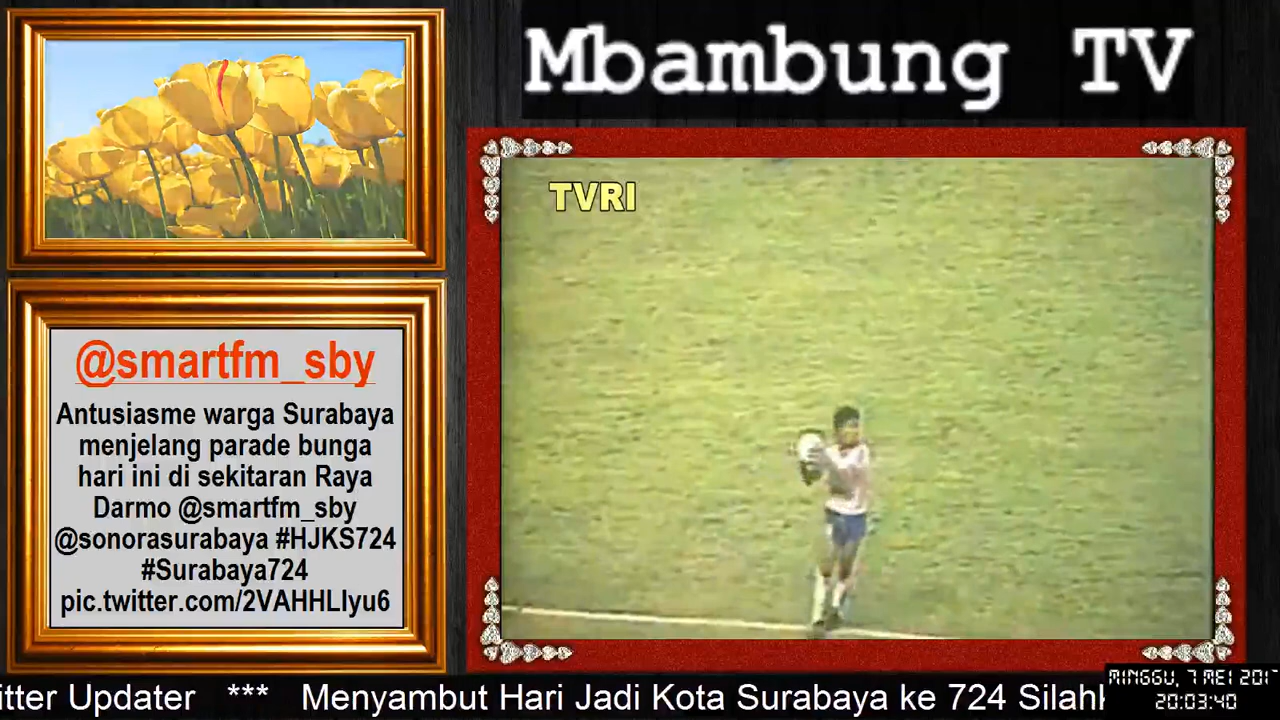 Mbambung TV
TVRI
@smartfm_sby
Antusiasme warga Surabaya
menjelang parade bunga
hari ini di sekitaran Raya
Darmo @smartfm_sby
@sonorasurabaya #HJKS724
#Surabaya724
pic.twitter.com/2VAHHLIyu6
itter Updater *** Menyambut Hari Jadi Kota Surabaya ke 724 Silahk
MINGGU, 7 MEI 201
20:03:40